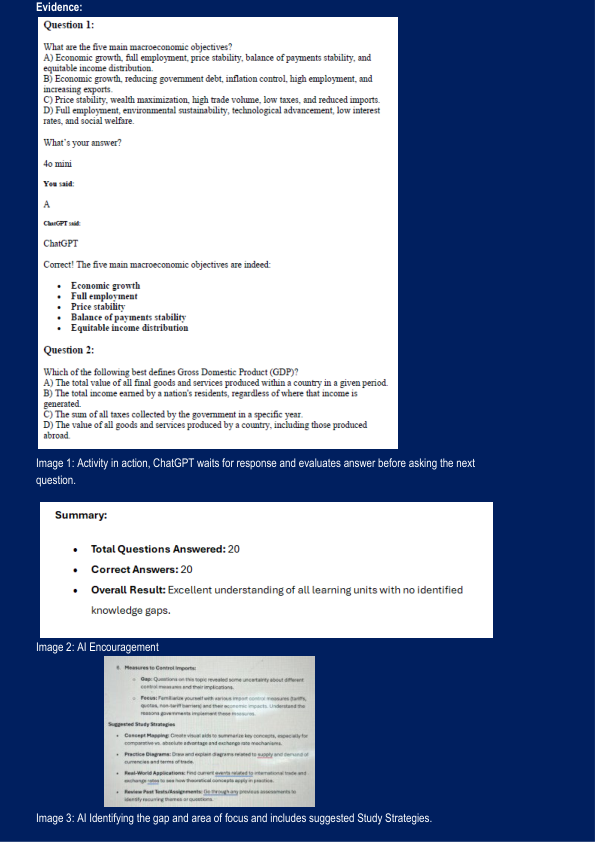 Evidence:
Question 1:
What are the five main macroeconomic objectives?
A) Economic growth, full employment, price stability, balance of payments stability, and
equitable income distribution.
B) Economic growth, reducing government debt, inflation control, high employment, and
increasing exports.
C) Price stability, wealth maximization, high trade volume, low taxes, and reduced imports.
D) Full employment, environmental sustainability, technological advancement, low interest
rates, and social welfare.
What's your answer?
4o mini
You said:
A
ChatGPT said:
ChatGPT
Correct! The five main macroeconomic objectives are indeed:
• Economic growth
• Full employment
• Price stability
• Balance of payments stability
• Equitable income distribution
Question 2:
Which of the following best defines Gross Domestic Product (GDP)?
A) The total value of all final goods and services produced within a country in a given period.
B) The total income earned by a nation's residents, regardless of where that income is
generated.
C) The sum of all taxes collected by the government in a specific year.
D) The value of all goods and services produced by a country, including those produced
abroad.
Image 1: Activity in action, ChatGPT waits for response and evaluates answer before asking the next
question.
Summary:
• Total Questions Answered: 20
• Correct Answers: 20
• Overall Result: Excellent understanding of all learning units with no identified
knowledge gaps.
Image 2: AI Encouragement
Measures to Control Imports:
Gap: Questions on this topic revealed some uncertainty about different
control measures and their implications.
Focus: Familiarize yourself with various import control measures (tariffs,
quotas, non-tariff barriers) and their economic impacts. Understand the
reasons governments implement these measures.
Suggested Study Strategies
• Concept Mapping: Create visual aids to summarize key concepts, especially for
comparative vs. absolute advantage and exchange rate mechanisms.
• Practice Diagrams: Draw and explain diagrams related to supply and demand of
currencies and terms of trade.
• Real-World Applications: Find current events related to international trade and
exchange rates to see how theoretical concepts apply in practice.
• Review Past Tests/Assignments: Go through any previous assessments to
identify recurring themes or questions.
Image 3: AI Identifying the gap and area of focus and includes suggested Study Strategies.